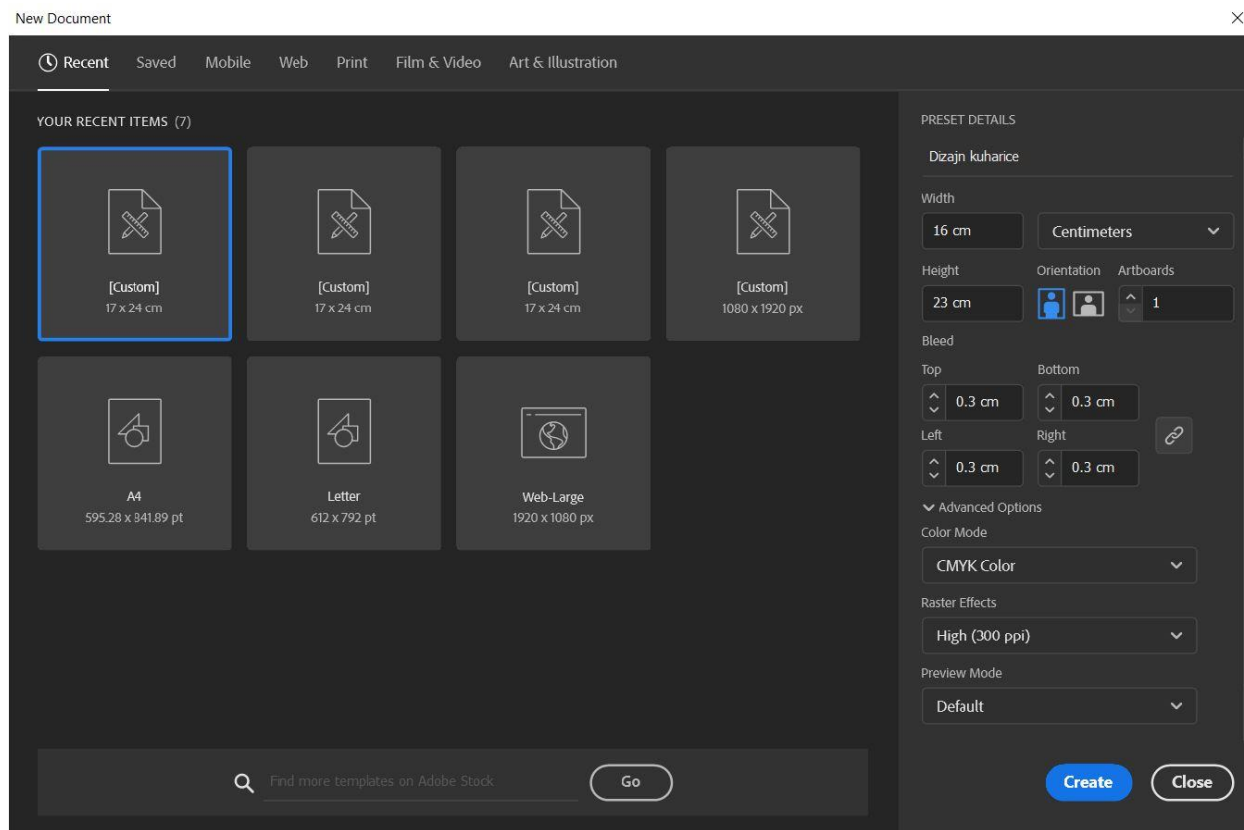 New Document
Recent Saved Mobile Web Print Film & Video Art & Illustration
YOUR RECENT ITEMS (7)
[Custom]
17 x 24 cm
[Custom]
17 x 24 cm
[Custom]
17 x 24 cm
[Custom]
1080 x 1920 px
A4
595.28 x 841.89 pt
Letter
612 x 792 pt
Web-Large
1920 x 1080 px
Find more templates on Adobe Stock Go
PRESET DETAILS
Dizajn kuharice
Width
16 cm Centimeters
Height Orientation Artboards
23 cm 1
Bleed
Top Bottom
0.3 cm 0.3 cm
Left Right
0.3 cm 0.3 cm
Advanced Options
Color Mode
CMYK Color
Raster Effects
High (300 ppi)
Preview Mode
Default
Create Close